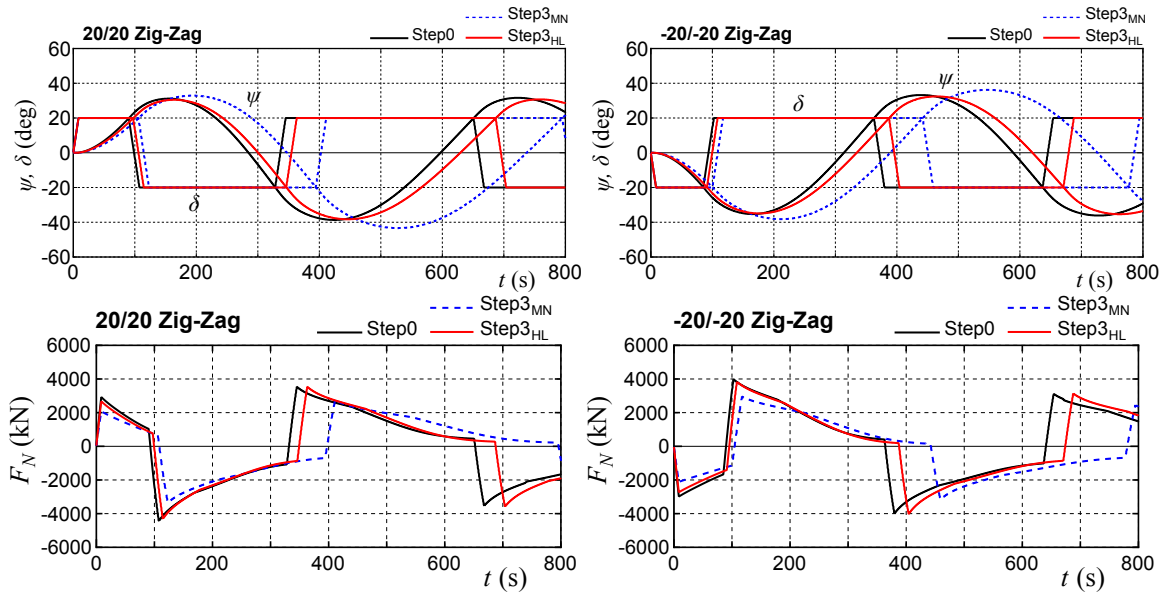 20/20 Zig-Zag
Step3MN
Step0
Step3HL
ψ, δ (deg)
60
40
20
0
-20
-40
-60
ψ
δ
0
200
400
600
800
t (s)
-20/-20 Zig-Zag
Step3MN
Step0
Step3HL
ψ, δ (deg)
60
40
20
0
-20
-40
-60
δ
ψ
0
200
400
600
800
t (s)
20/20 Zig-Zag
Step3MN
Step0
Step3HL
FN (kN)
6000
4000
2000
0
-2000
-4000
-6000
0
200
400
600
800
t (s)
-20/-20 Zig-Zag
Step3MN
Step0
Step3HL
FN (kN)
6000
4000
2000
0
-2000
-4000
-6000
0
200
400
600
800
t (s)